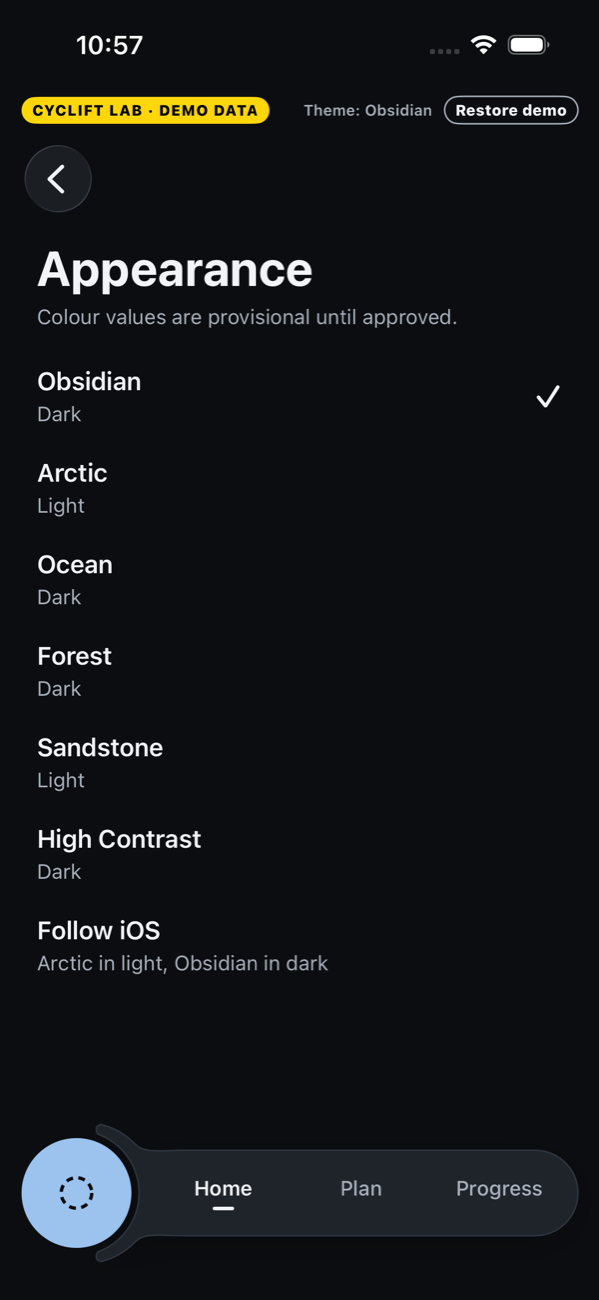 10:57
CYCLIFT LAB · DEMO DATA
Theme: Obsidian
Restore demo
Appearance
Colour values are provisional until approved.
Obsidian
Dark
Arctic
Light
Ocean
Dark
Forest
Dark
Sandstone
Light
High Contrast
Dark
Follow iOS
Arctic in light, Obsidian in dark
Home
Plan
Progress